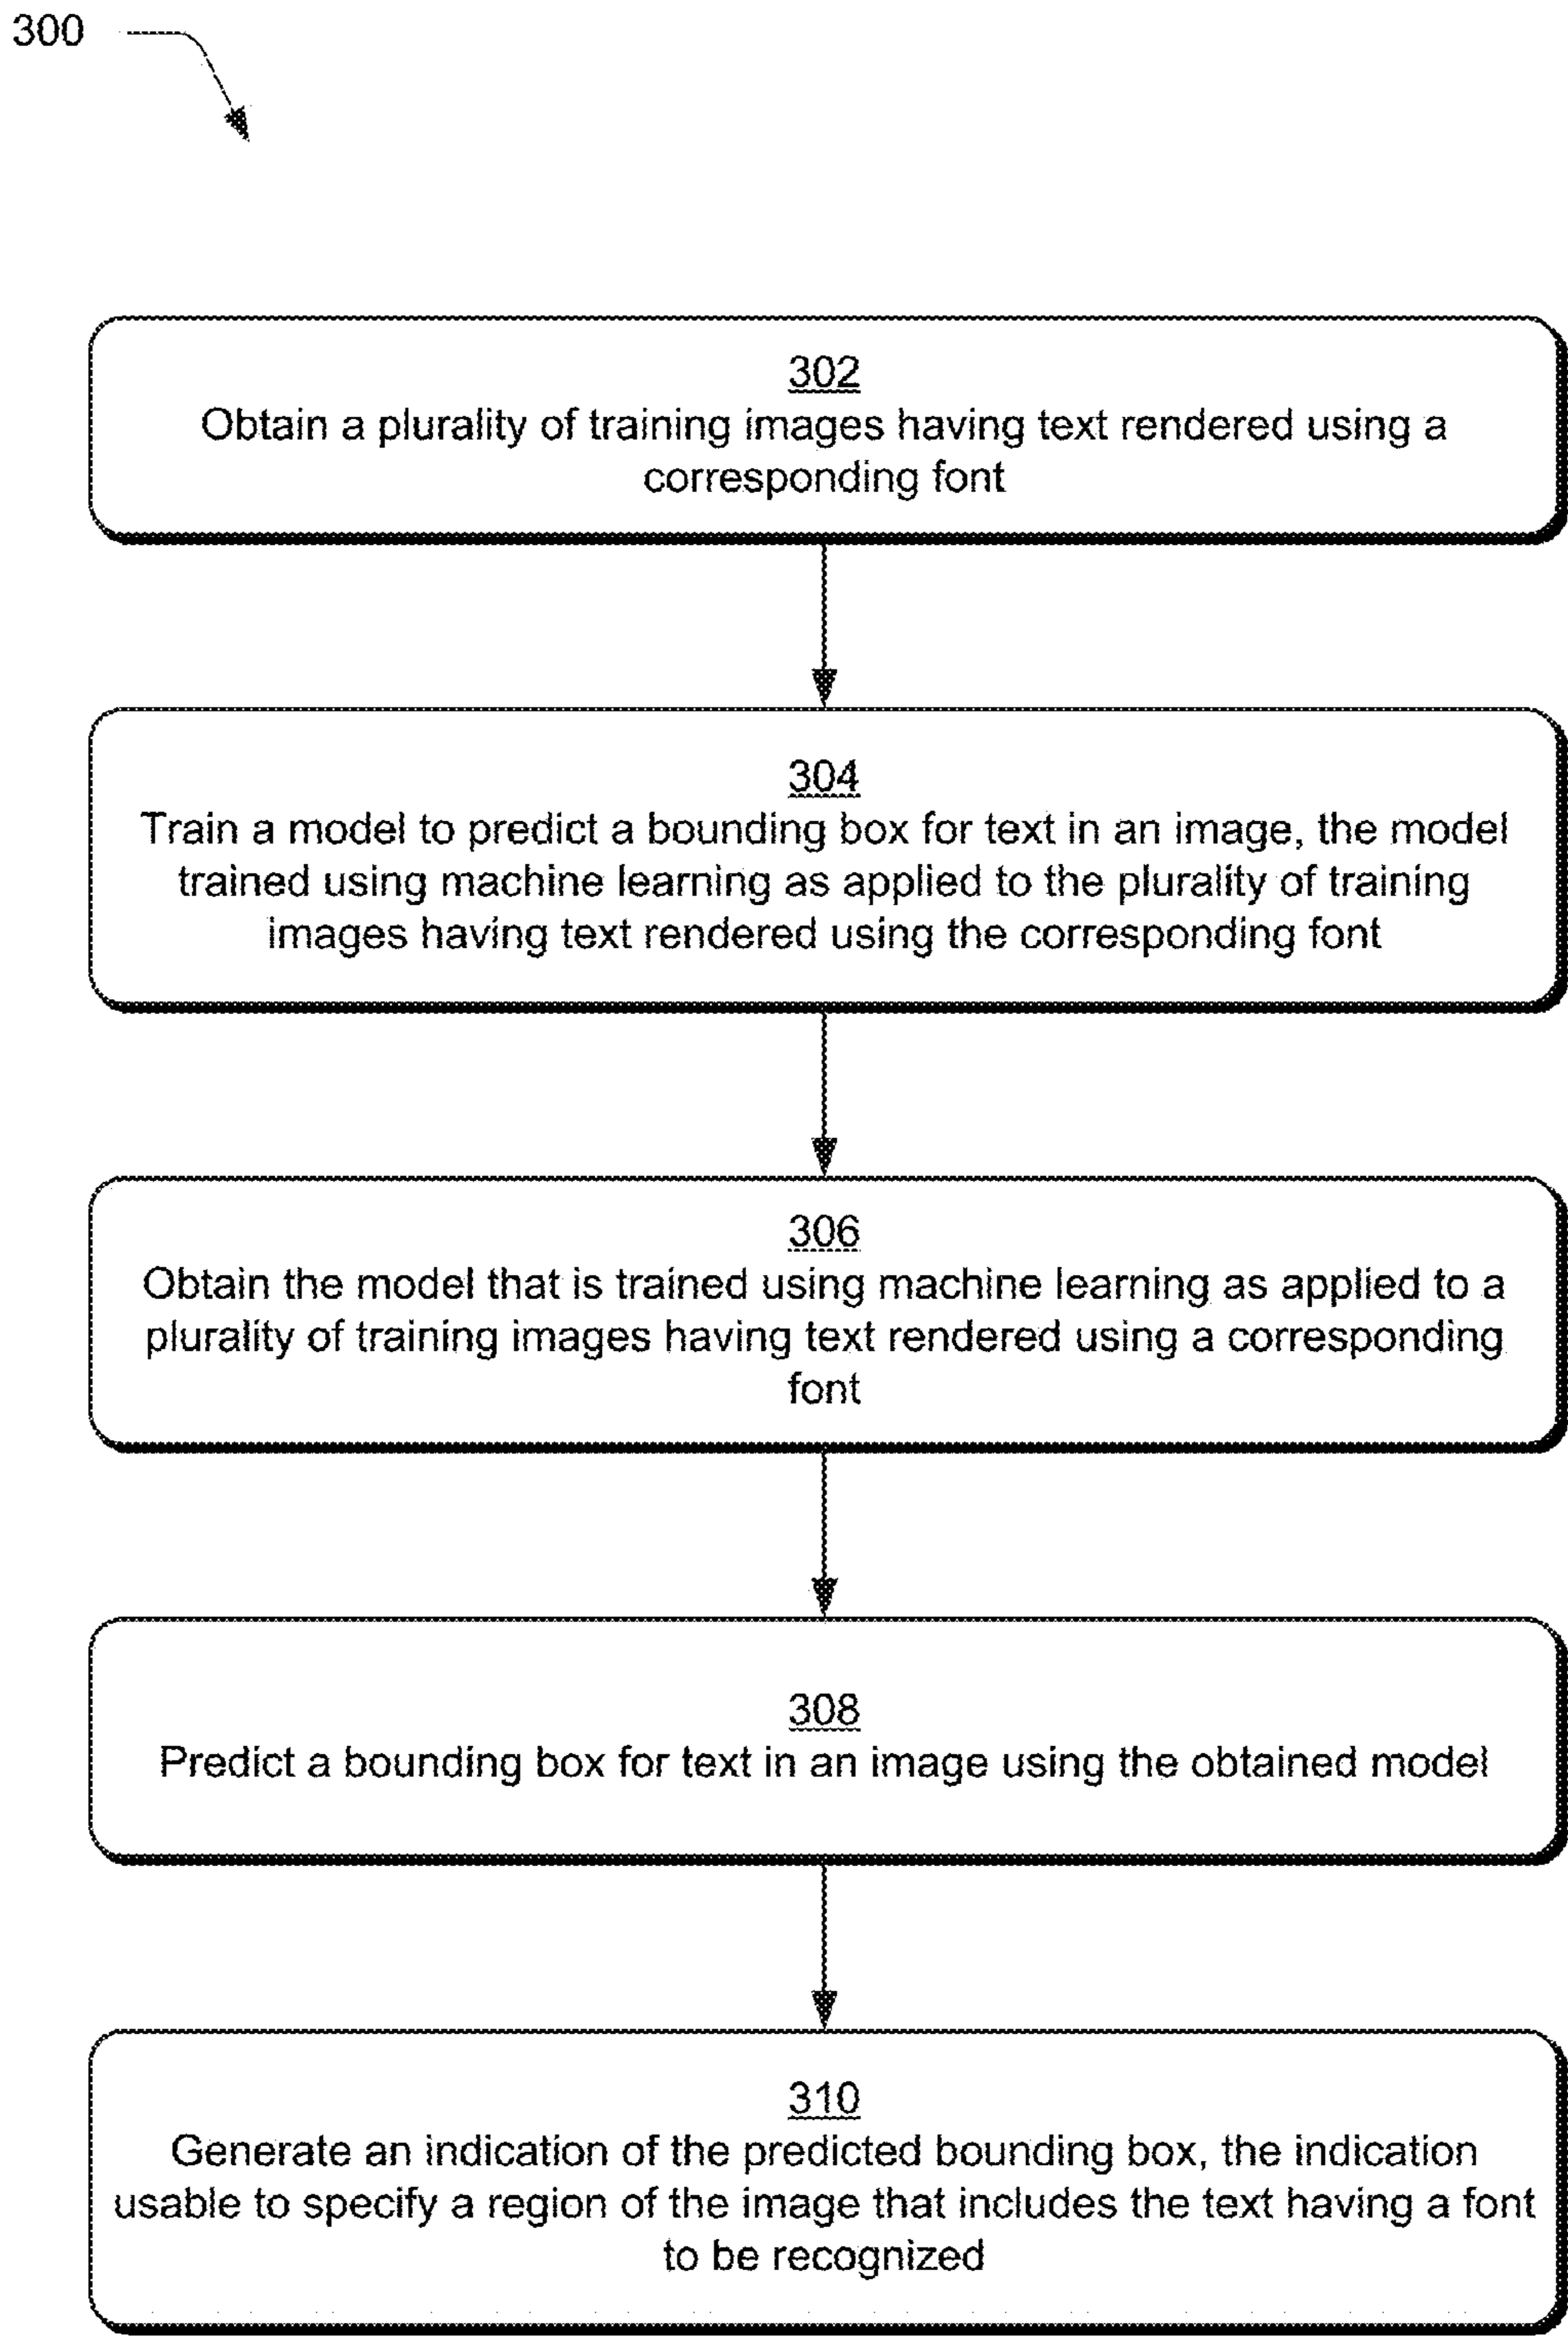 300
302
Obtain a plurality of training images having text rendered using a
corresponding font
304
Train a model to predict a bounding box for text in an image, the model
trained using machine learning as applied to the plurality of training
images having text rendered using the corresponding font
306
Obtain the model that is trained using machine learning as applied to a
plurality of training images having text rendered using a corresponding
font
308
Predict a bounding box for text in an image using the obtained model
310
Generate an indication of the predicted bounding box, the indication
usable to specify a region of the image that includes the text having a font
to be recognized